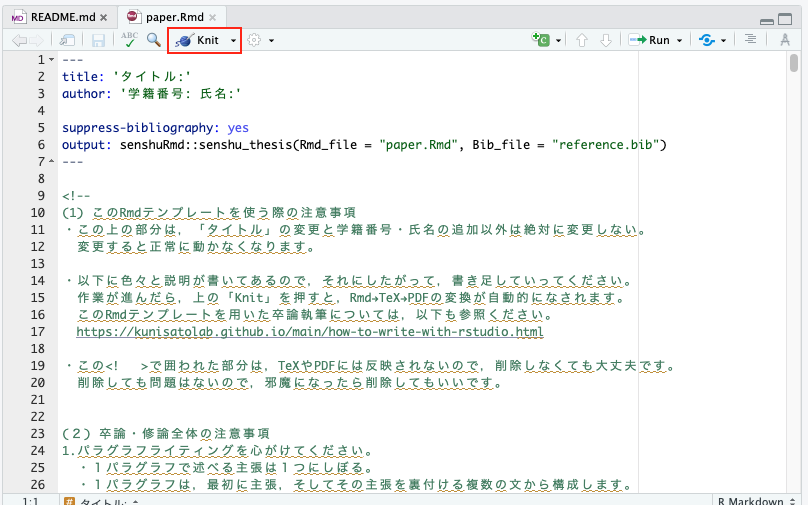 README.md
paper.Rmd
ABC
Knit
Run
1 ---
2 title: 'タイトル:'
3 author: '学籍番号: 氏名:'
4
5 suppress-bibliography: yes
6 output: senshuRmd::senshu_thesis(Rmd_file = "paper.Rmd", Bib_file = "reference.bib")
7 ---
8
9 <!--
10 (1) このRmdテンプレートを使う際の注意事項
11 ・この上の部分は，「タイトル」の変更と学籍番号・氏名の追加以外は絶対に変更しない。
12 変更すると正常に動かなくなります。
13
14 ・以下に色々と説明が書いてあるので，それにしたがって，書き足していってください。
15 作業が進んだら，上の「Knit」を押すと，Rmd→TeX→PDFの変換が自動的になされます。
16 このRmdテンプレートを用いた卒論執筆については，以下も参照ください。
17 https://kunisatolab.github.io/main/how-to-write-with-rstudio.html
18
19 ・この<!　>で囲われた部分は，TeXやPDFには反映されないので，削除しなくても大丈夫です。
20 削除しても問題はないので，邪魔になったら削除してもいいです。
21
22
23 (２) 卒論・修論全体の注意事項
24 1.パラグラフライティングを心がけてください。
25 ・１パラグラフで述べる主張は１つにしぼる。
26 ・１パラグラフは，最初に主張，そしてその主張を裏付ける複数の文から構成します。
1:1 # タイトル: R Markdown